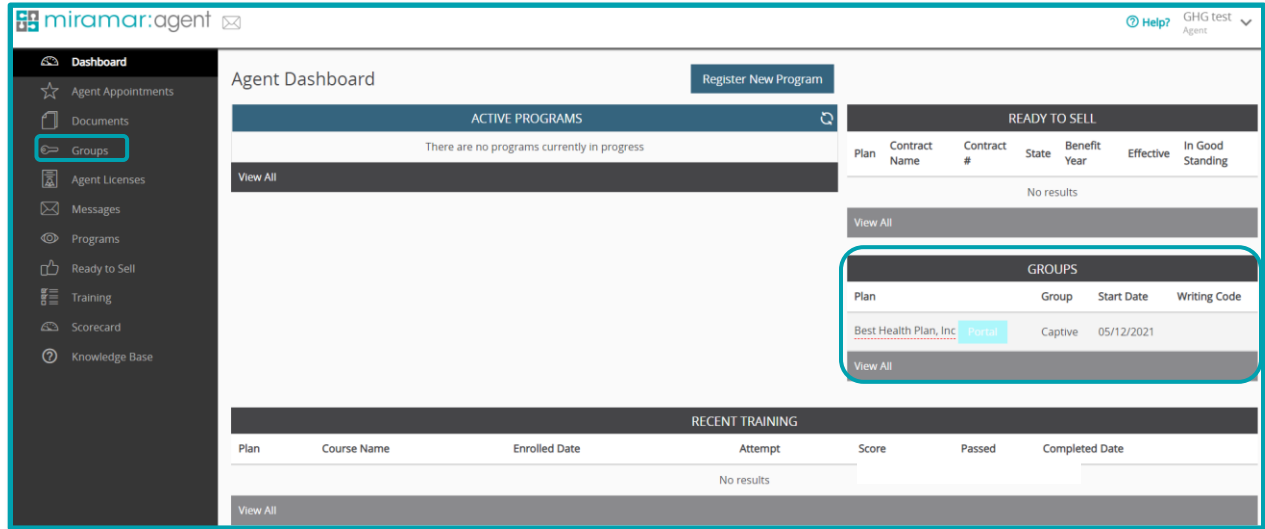 miramar:agent
Help?
GHG test
Agent
Dashboard
Agent Appointments
Documents
Groups
Agent Licenses
Messages
Programs
Ready to Sell
Training
Scorecard
Knowledge Base
Agent Dashboard
Register New Program
ACTIVE PROGRAMS
There are no programs currently in progress
View All
READY TO SELL
Plan Contract Name Contract # State Benefit Year Effective In Good Standing
No results
View All
GROUPS
Plan Group Start Date Writing Code
Best Health Plan, Inc Portal Captive 05/12/2021
View All
RECENT TRAINING
Plan Course Name Enrolled Date Attempt Score Passed Completed Date
No results
View All